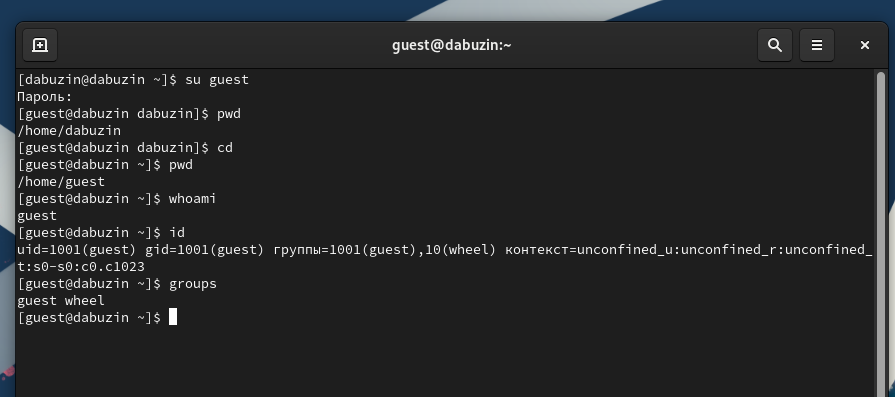 guest@dabuzin:~
[dabuzin@dabuzin ~]$ su guest
Пароль:
[guest@dabuzin dabuzin]$ pwd
/home/dabuzin
[guest@dabuzin dabuzin]$ cd
[guest@dabuzin ~]$ pwd
/home/guest
[guest@dabuzin ~]$ whoami
guest
[guest@dabuzin ~]$ id
uid=1001(guest) gid=1001(guest) группы=1001(guest),10(wheel) контекст=unconfined_u:unconfined_r:unconfined_
t:s0-s0:c0.c1023
[guest@dabuzin ~]$ groups
guest wheel
[guest@dabuzin ~]$